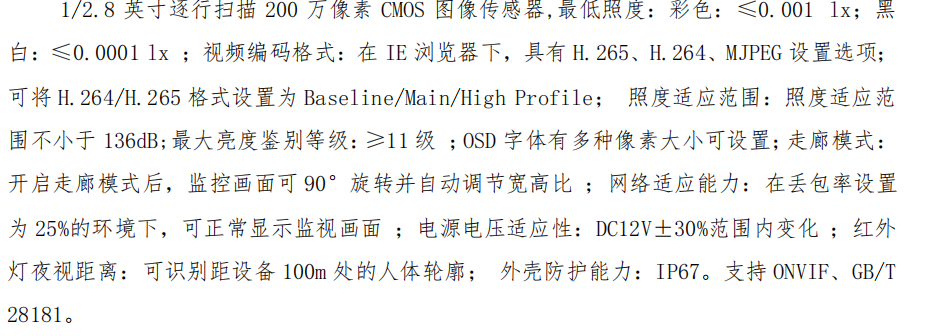 1/2.8 英寸逐行扫描 200 万像素 CMOS 图像传感器,最低照度：彩色：≤0.001 lx；黑
白：≤0.0001 lx ；视频编码格式：在 IE 浏览器下，具有 H.265、H.264、MJPEG 设置选项；
可将 H.264/H.265 格式设置为 Baseline/Main/High Profile； 照度适应范围：照度适应范
围不小于 136dB;最大亮度鉴别等级：≥11 级 ;OSD 字体有多种像素大小可设置;走廊模式：
开启走廊模式后，监控画面可 90° 旋转并自动调节宽高比 ；网络适应能力：在丢包率设置
为 25%的环境下，可正常显示监视画面 ；电源电压适应性：DC12V±30%范围内变化 ；红外
灯夜视距离：可识别距设备 100m 处的人体轮廓； 外壳防护能力：IP67。支持 ONVIF、GB/T
28181。